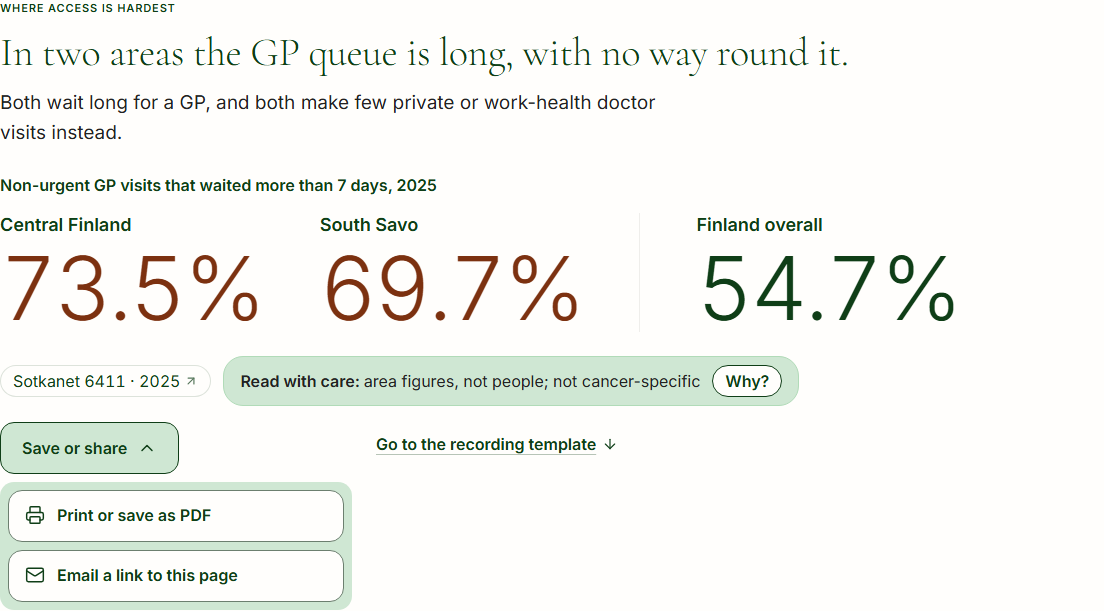 WHERE ACCESS IS HARDEST
In two areas the GP queue is long, with no way round it.
Both wait long for a GP, and both make few private or work-health doctor
visits instead.
Non-urgent GP visits that waited more than 7 days, 2025
Central Finland
South Savo
Finland overall
73.5%
69.7%
54.7%
Sotkanet 6411 · 2025 ↗
Read with care: area figures, not people; not cancer-specific
Why?
Save or share
Go to the recording template ↓
Print or save as PDF
Email a link to this page